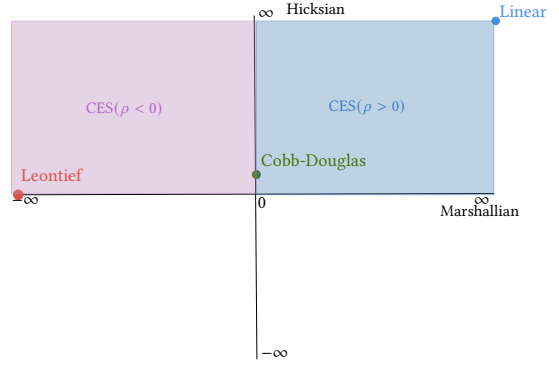 ∞ Hicksian
Linear
CES(ρ < 0)
CES(ρ > 0)
Cobb-Douglas
Leontief
−∞
0
∞
Marshallian
−∞